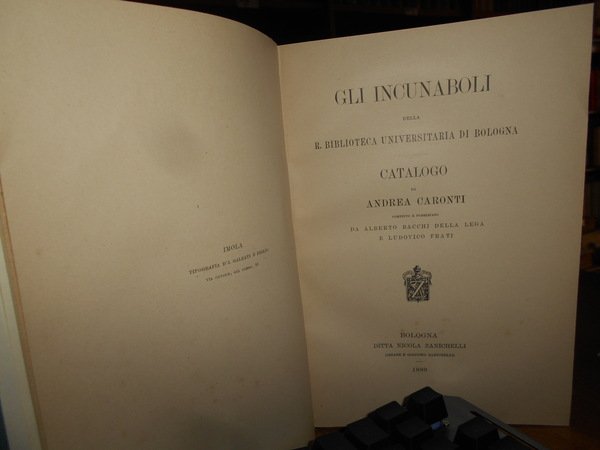 IMOLA
TIPOGRAFIA D'I. GALEATI E FIGLIO
GLI INCUNABOLI
DELLA
R. BIBLIOTECA UNIVERSITARIA DI BOLOGNA
CATALOGO
DI
ANDREA CARONTI
COMPIUTO E PUBBLICATO
DA ALBERTO BACCHI DELLA LEGA
E LUDOVICO FRATI
BOLOGNA
DITTA NICOLA ZANICHELLI
1889